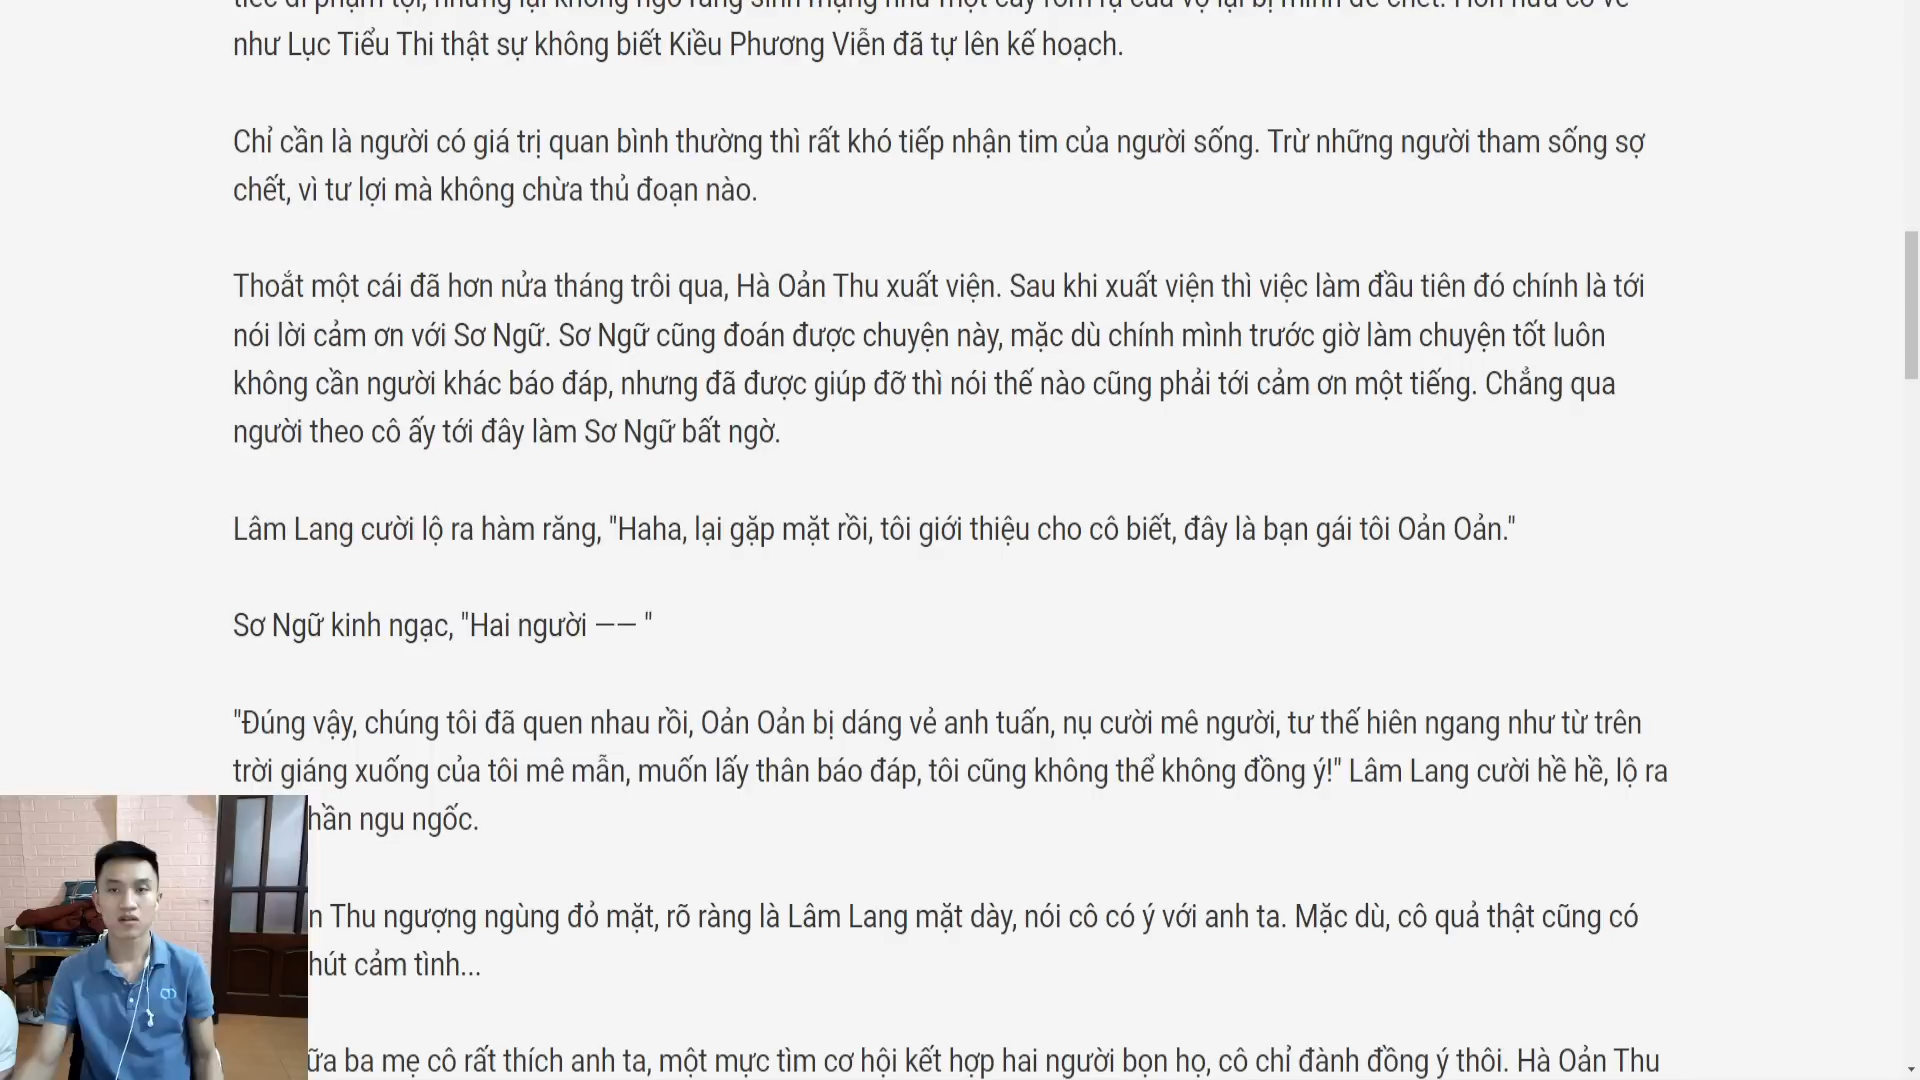 như Lục Tiểu Thi thật sự không biết Kiều Phương Viễn đã tự lên kế hoạch.
Chỉ cần là người có giá trị quan bình thường thì rất khó tiếp nhận tim của người sống. Trừ những người tham sống sợ
chết, vì tư lợi mà không chừa thủ đoạn nào.
Thoắt một cái đã hơn nửa tháng trôi qua, Hà Oản Thu xuất viện. Sau khi xuất viện thì việc làm đầu tiên đó chính là tới
nói lời cảm ơn với Sơ Ngữ. Sơ Ngữ cũng đoán được chuyện này, mặc dù chính mình trước giờ làm chuyện tốt luôn
không cần người khác báo đáp, nhưng đã được giúp đỡ thì nói thế nào cũng phải tới cảm ơn một tiếng. Chẳng qua
người theo cô ấy tới đây làm Sơ Ngữ bất ngờ.
Lâm Lang cười lộ ra hàm răng, "Haha, lại gặp mặt rồi, tôi giới thiệu cho cô biết, đây là bạn gái tôi Oản Oản."
Sơ Ngữ kinh ngạc, "Hai người —— "
"Đúng vậy, chúng tôi đã quen nhau rồi, Oản Oản bị dáng vẻ anh tuấn, nụ cười mê người, tư thế hiên ngang như từ trên
trời giáng xuống của tôi mê mẫn, muốn lấy thân báo đáp, tôi cũng không thể không đồng ý!" Lâm Lang cười hề hề, lộ ra
hần ngu ngốc.
n Thu ngượng ngùng đỏ mặt, rõ ràng là Lâm Lang mặt dày, nói cô có ý với anh ta. Mặc dù, cô quả thật cũng có
hút cảm tình...
ữa ba mẹ cô rất thích anh ta, một mực tìm cơ hội kết hợp hai người bọn họ, cô chỉ đành đồng ý thôi. Hà Oản Thu